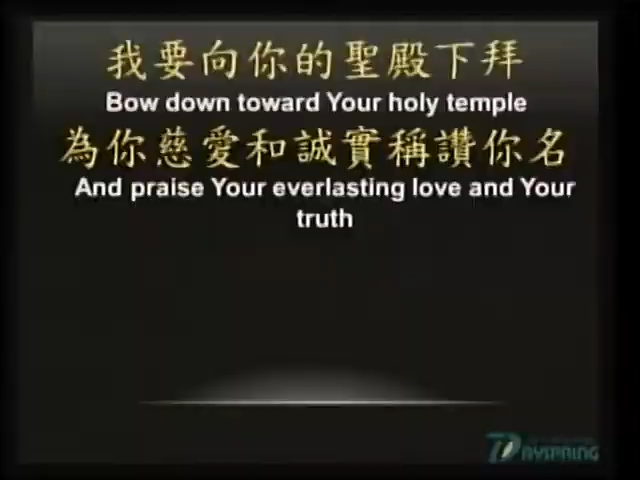 我要向你的聖殿下拜
Bow down toward Your holy temple
為你慈愛和誠實稱讚你名
And praise Your everlasting love and Your
truth
DAYSPRING